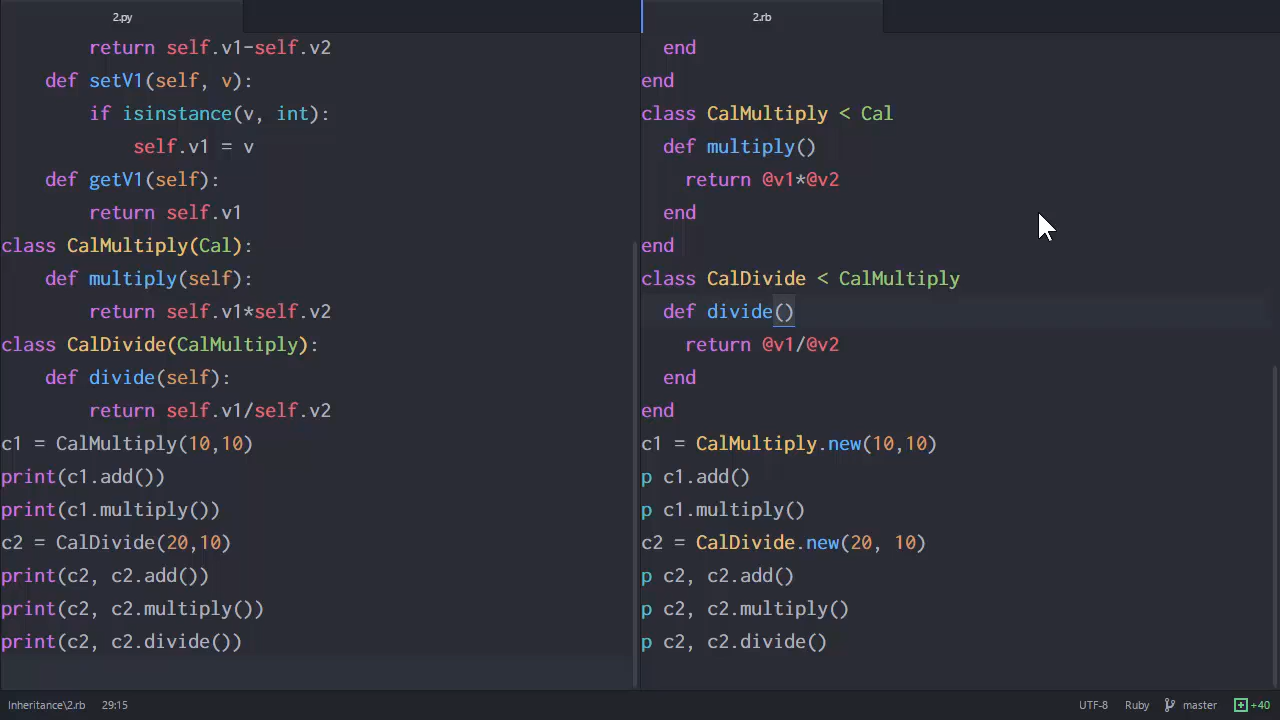 2.py
        return self.v1-self.v2
    def setV1(self, v):
        if isinstance(v, int):
            self.v1 = v
    def getV1(self):
        return self.v1
class CalMultiply(Cal):
    def multiply(self):
        return self.v1*self.v2
class CalDivide(CalMultiply):
    def divide(self):
        return self.v1/self.v2
c1 = CalMultiply(10,10)
print(c1.add())
print(c1.multiply())
c2 = CalDivide(20,10)
print(c2, c2.add())
print(c2, c2.multiply())
print(c2, c2.divide())
2.rb
  end
end
class CalMultiply < Cal
  def multiply()
    return @v1*@v2
  end
end
class CalDivide < CalMultiply
  def divide()
    return @v1/@v2
  end
end
c1 = CalMultiply.new(10,10)
p c1.add()
p c1.multiply()
c2 = CalDivide.new(20, 10)
p c2, c2.add()
p c2, c2.multiply()
p c2, c2.divide()
Inheritance\2.rb 29:15 UTF-8 Ruby master +40